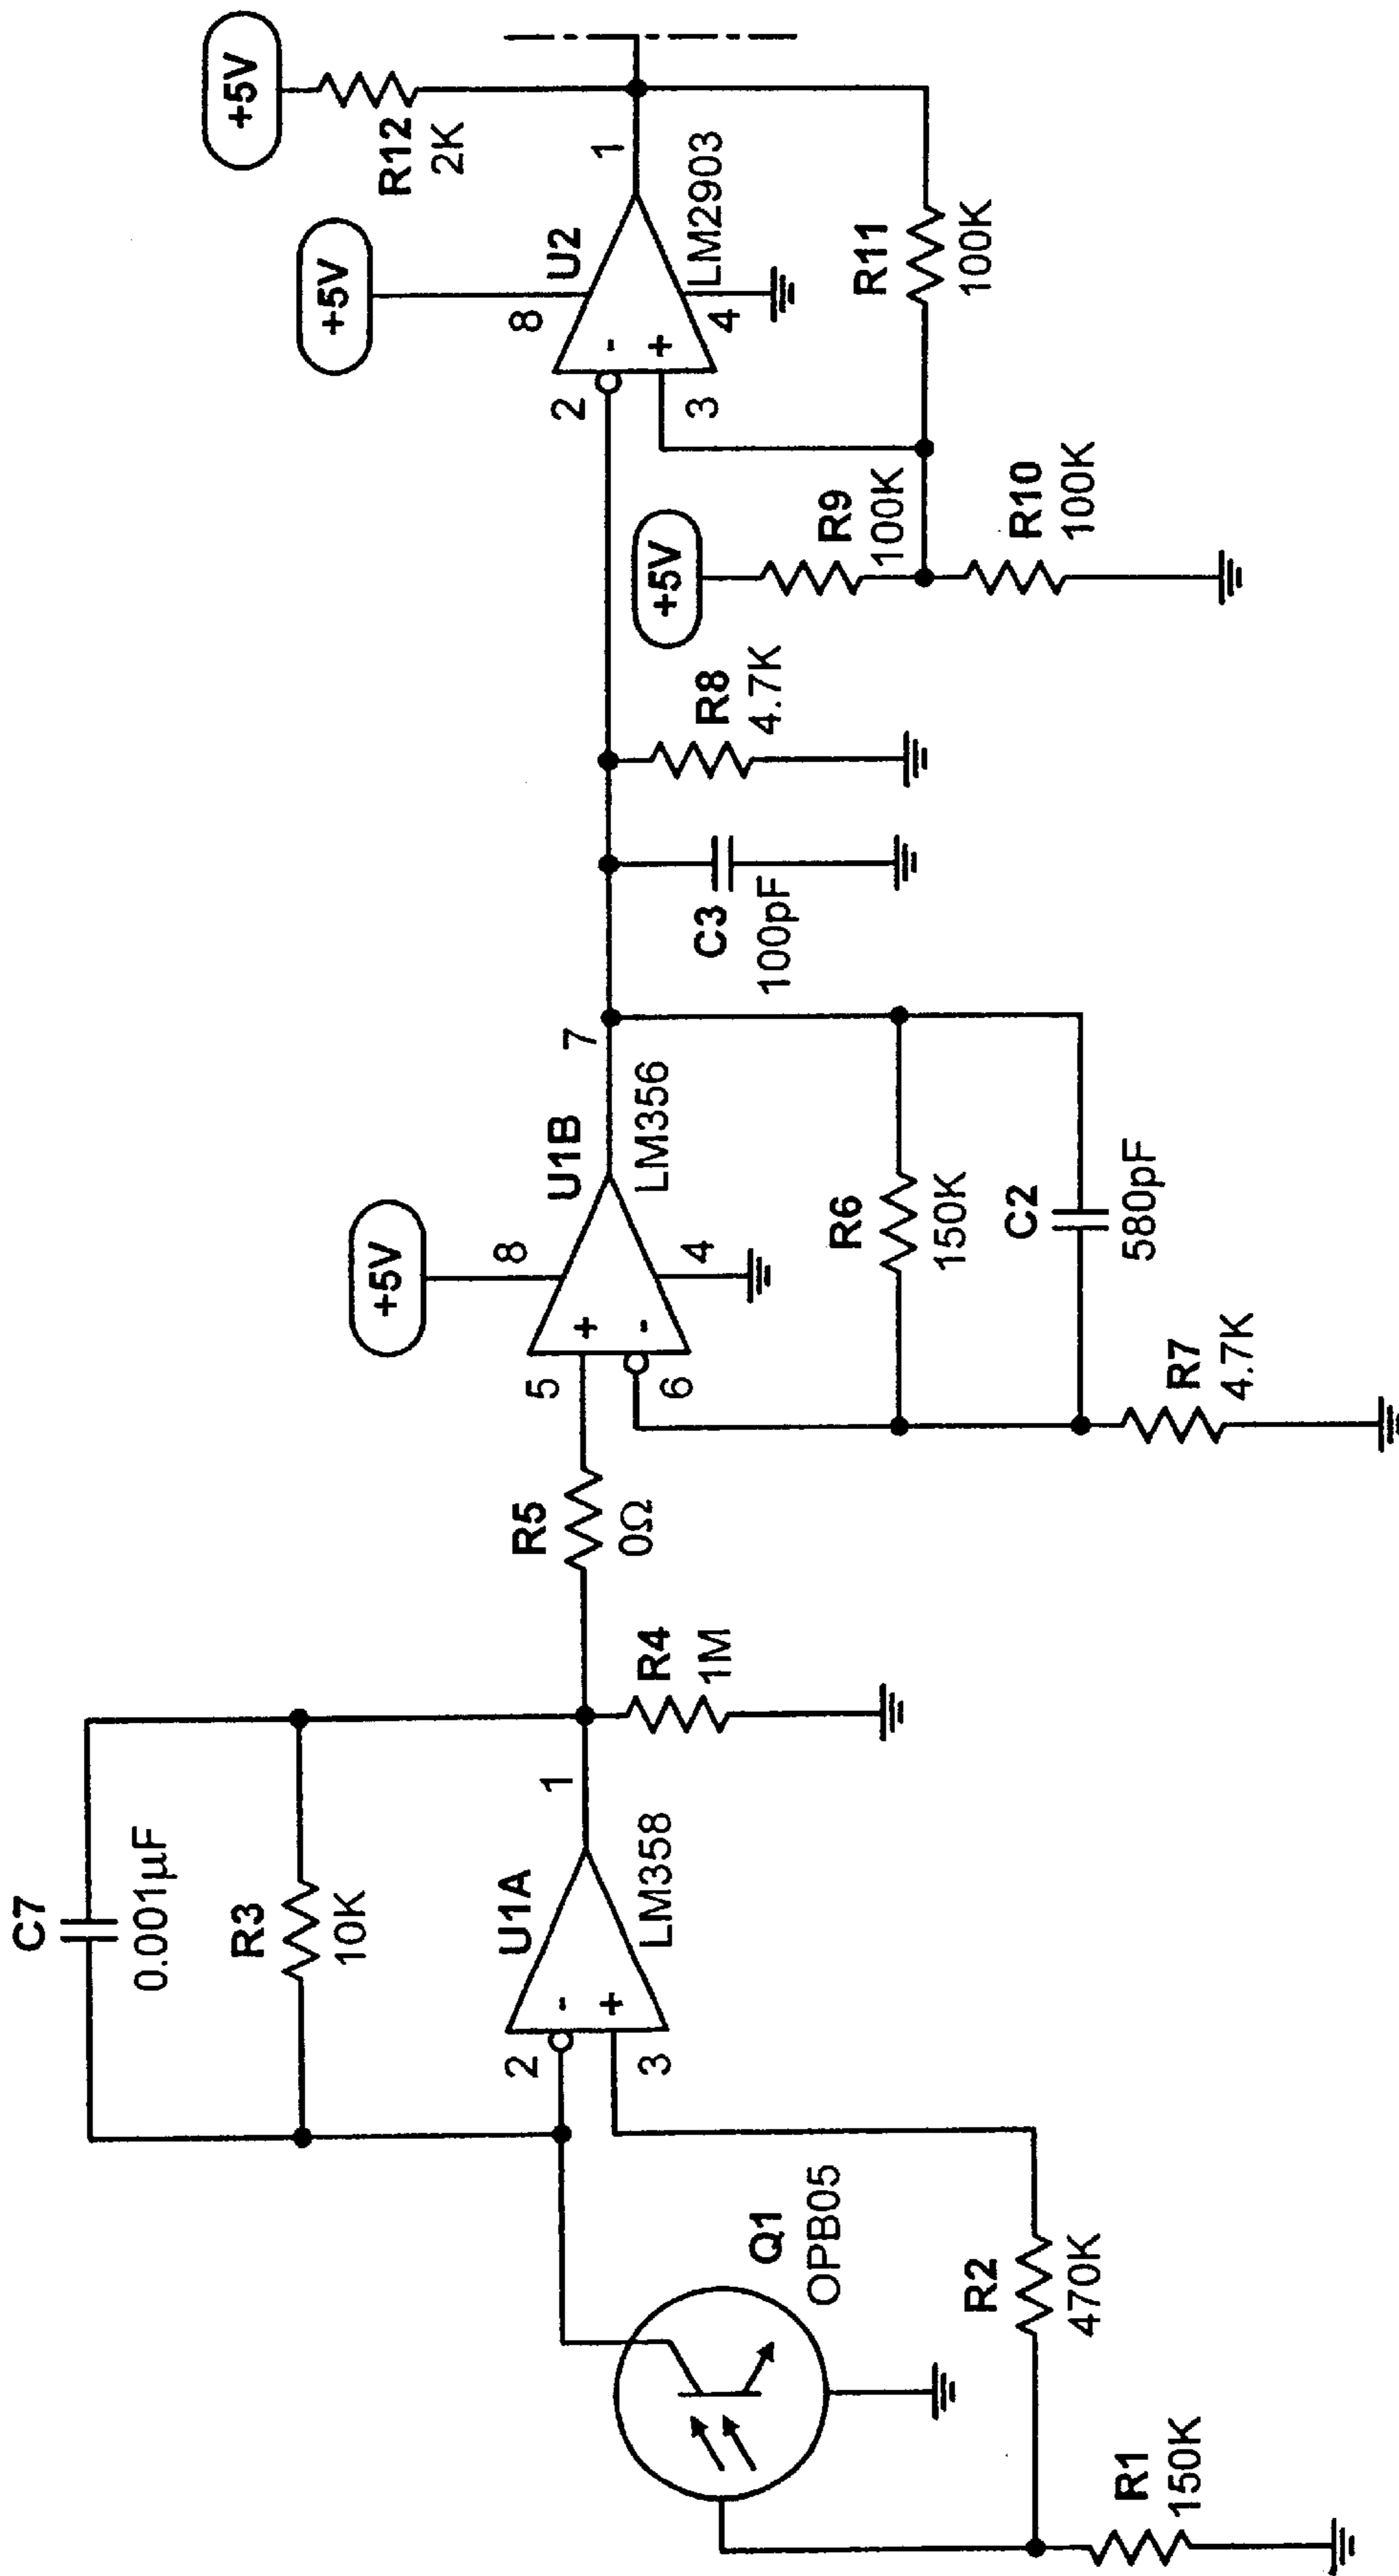 C7
0.001µF
R3
10K
2
-
+
3
U1A
LM358
1
R4
1M
R5
0Ω
Q1
OPB05
R2
470K
R1
150K
+5V
8
5
+
-
6
4
U1B
LM356
7
R6
150K
C2
580pF
R7
4.7K
C3
100pF
R8
4.7K
+5V
R9
100K
R10
100K
+5V
8
2
-
+
3
4
U2
LM2903
1
R11
100K
+5V
R12
2K